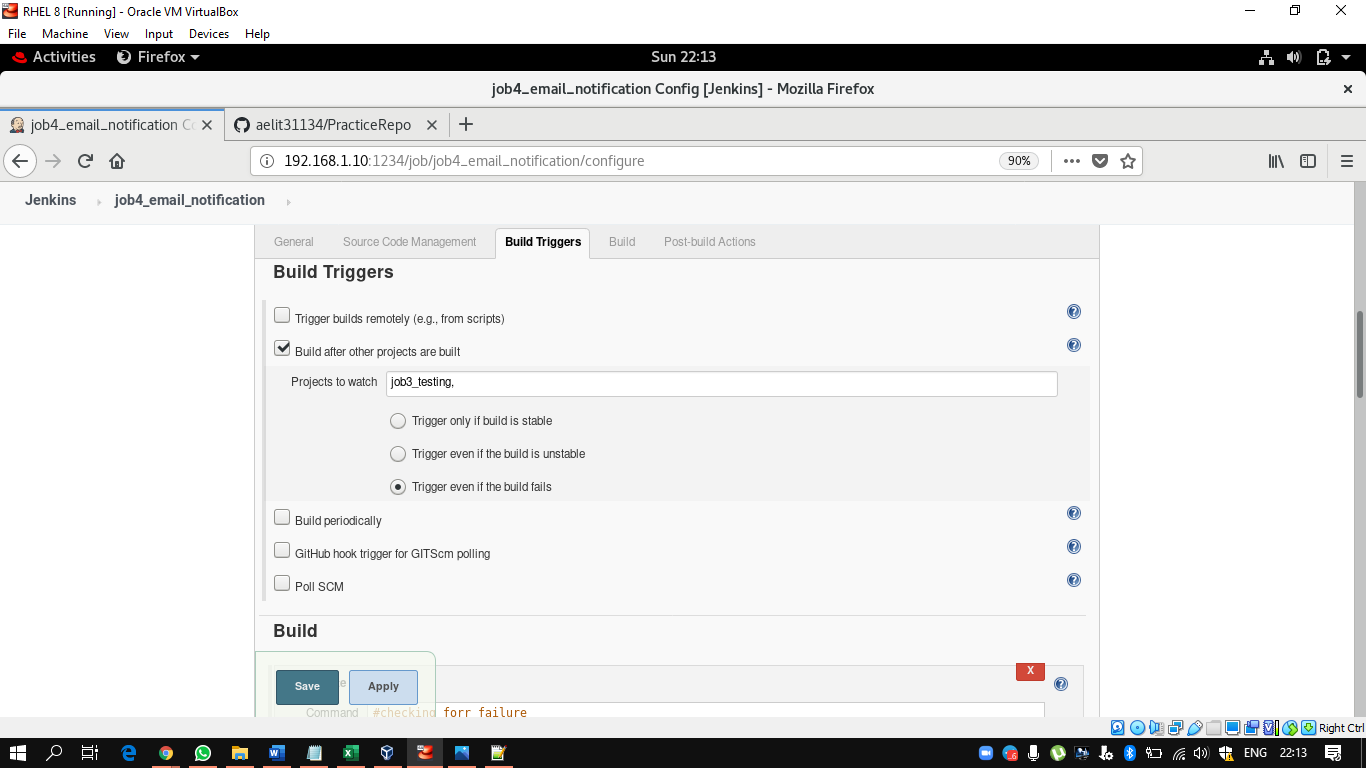 RHEL 8 [Running] - Oracle VM VirtualBox
File Machine View Input Devices Help
Activities Firefox Sun 22:13
job4_email_notification Config [Jenkins] - Mozilla Firefox
job4_email_notification Co aelit31134/PracticeRepo
192.168.1.10:1234/job/job4_email_notification/configure 90%
Jenkins job4_email_notification
General Source Code Management Build Triggers Build Post-build Actions
Build Triggers
Trigger builds remotely (e.g., from scripts)
Build after other projects are built
Projects to watch job3_testing,
Trigger only if build is stable
Trigger even if the build is unstable
Trigger even if the build fails
Build periodically
GitHub hook trigger for GITScm polling
Poll SCM
Build
X
Save Apply
Command #checking forr failure
Right Ctrl
ENG 22:13